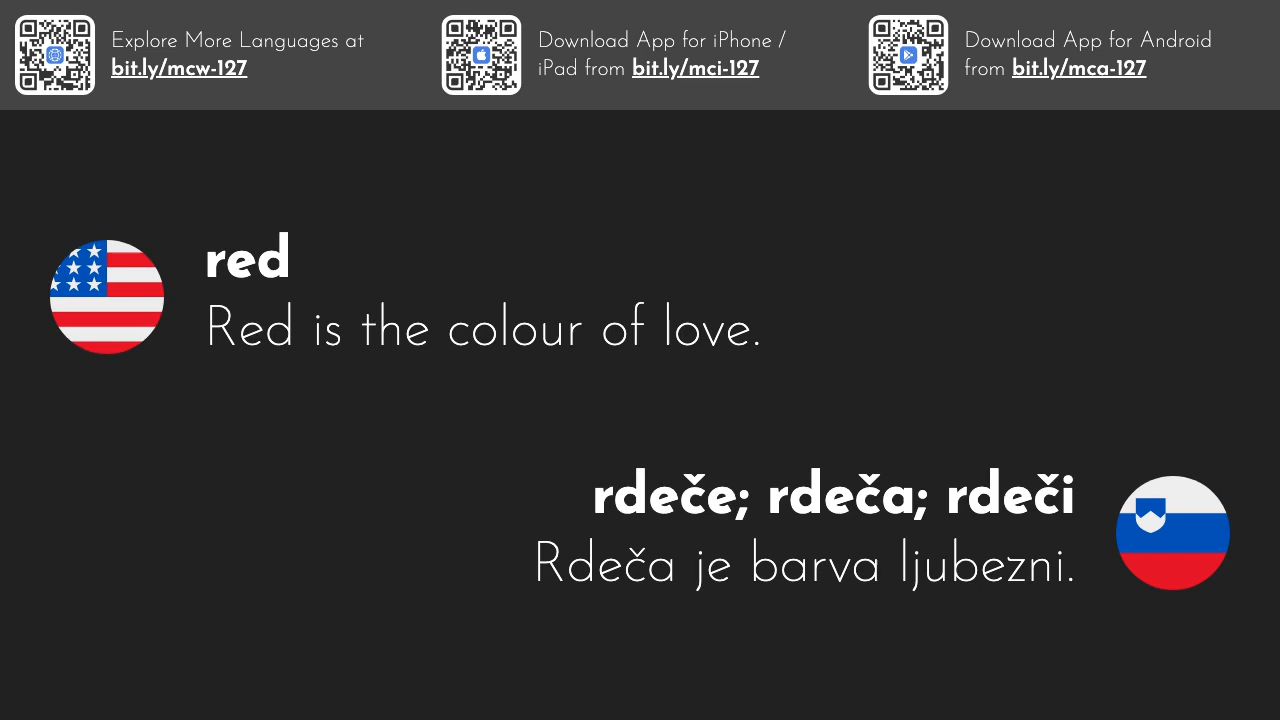 Explore More Languages at
bit.ly/mcw-127
Download App for iPhone /
iPad from bit.ly/mci-127
Download App for Android
from bit.ly/mca-127
red
Red is the colour of love.
rdeče; rdeča; rdeči
Rdeča je barva ljubezni.